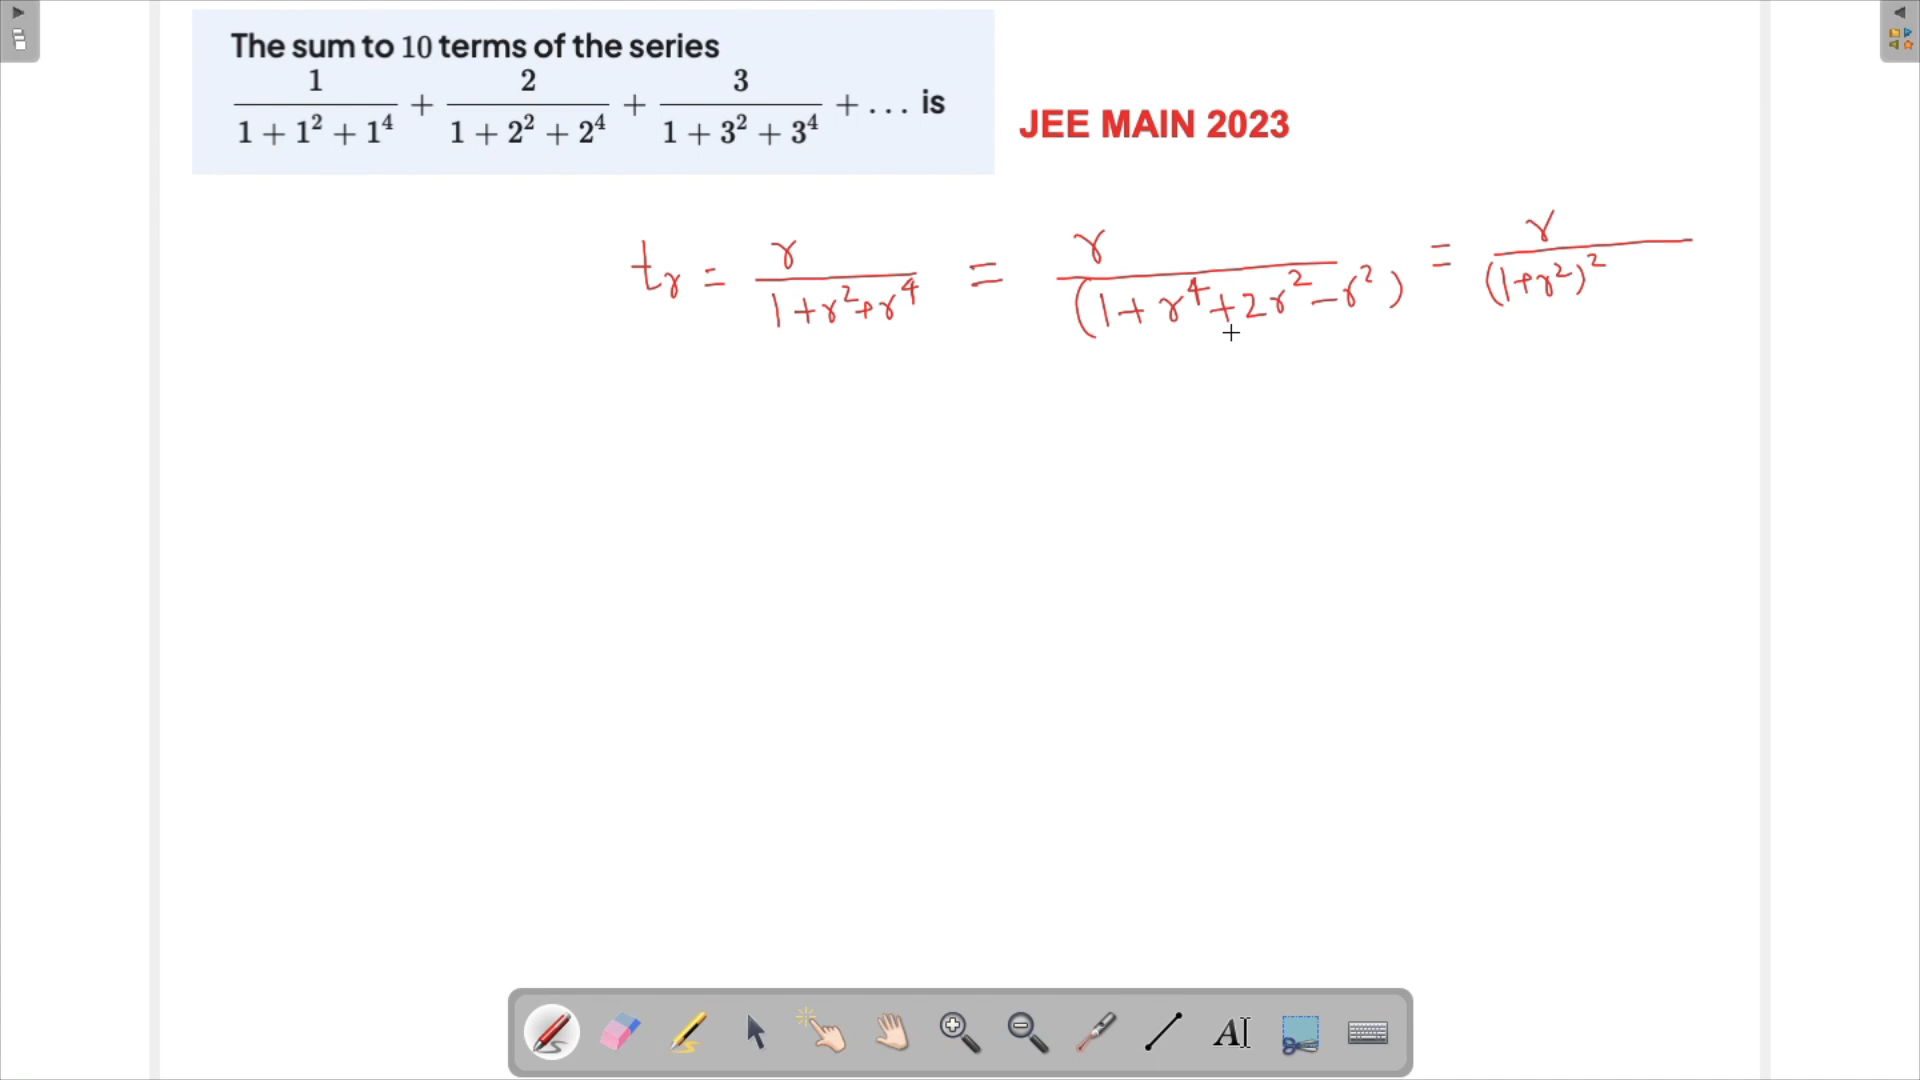 The sum to 10 terms of the series
1/(1 + 1² + 1⁴) + 2/(1 + 2² + 2⁴) + 3/(1 + 3² + 3⁴) + … is
JEE MAIN 2023
t_r = r/(1+r²+r⁴) = r/(1+r⁴+2r²−r²) = r/(1+r²)²
AI